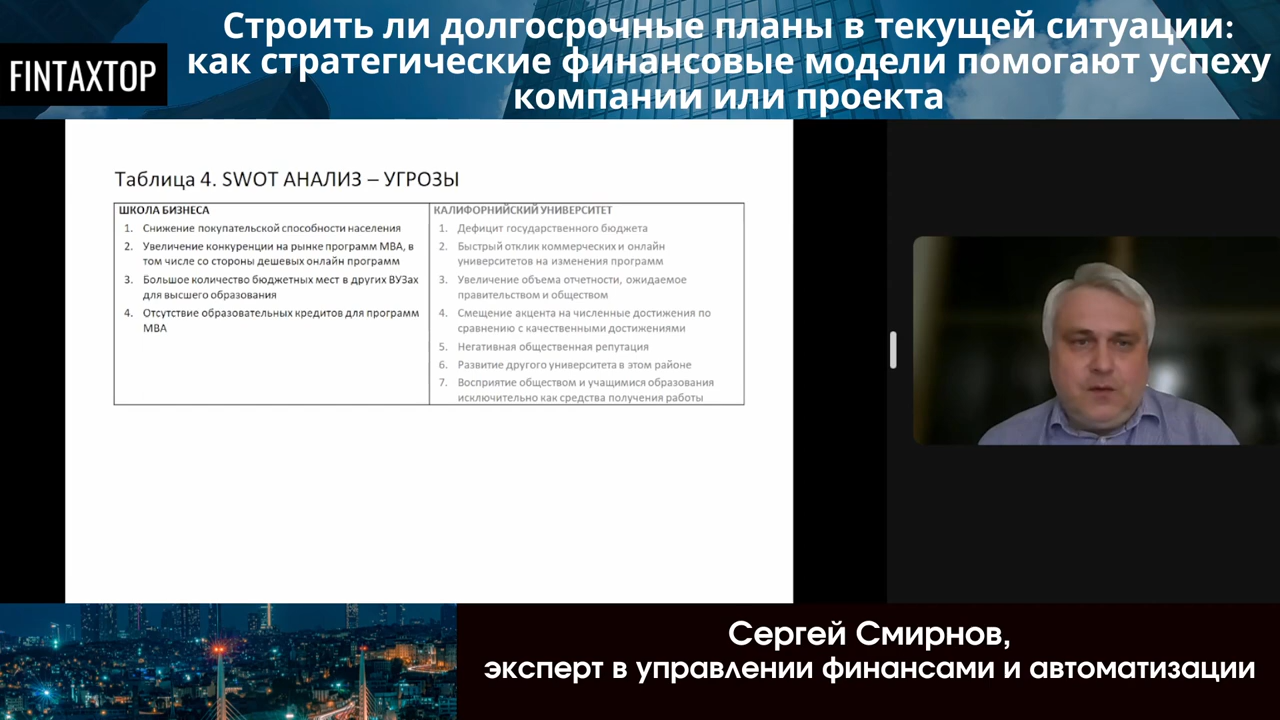 Строить ли долгосрочные планы в текущей ситуации:
как стратегические финансовые модели помогают успеху
компании или проекта
FINTAXTOP
Таблица 4. SWOT АНАЛИЗ – УГРОЗЫ
ШКОЛА БИЗНЕСА
1. Снижение покупательской способности населения
2. Увеличение конкуренции на рынке программ МВА, в
том числе со стороны дешевых онлайн программ
3. Большое количество бюджетных мест в других ВУЗах
для высшего образования
4. Отсутствие образовательных кредитов для программ
МВА
КАЛИФОРНИЙСКИЙ УНИВЕРСИТЕТ
1. Дефицит государственного бюджета
2. Быстрый отклик коммерческих и онлайн
университетов на изменения программ
3. Увеличение объема отчетности, ожидаемое
правительством и обществом
4. Смещение акцента на численные достижения по
сравнению с качественными достижениями
5. Негативная общественная репутация
6. Развитие другого университета в этом районе
7. Восприятие обществом и учащимися образования
исключительно как средства получения работы
Сергей Смирнов,
эксперт в управлении финансами и автоматизации